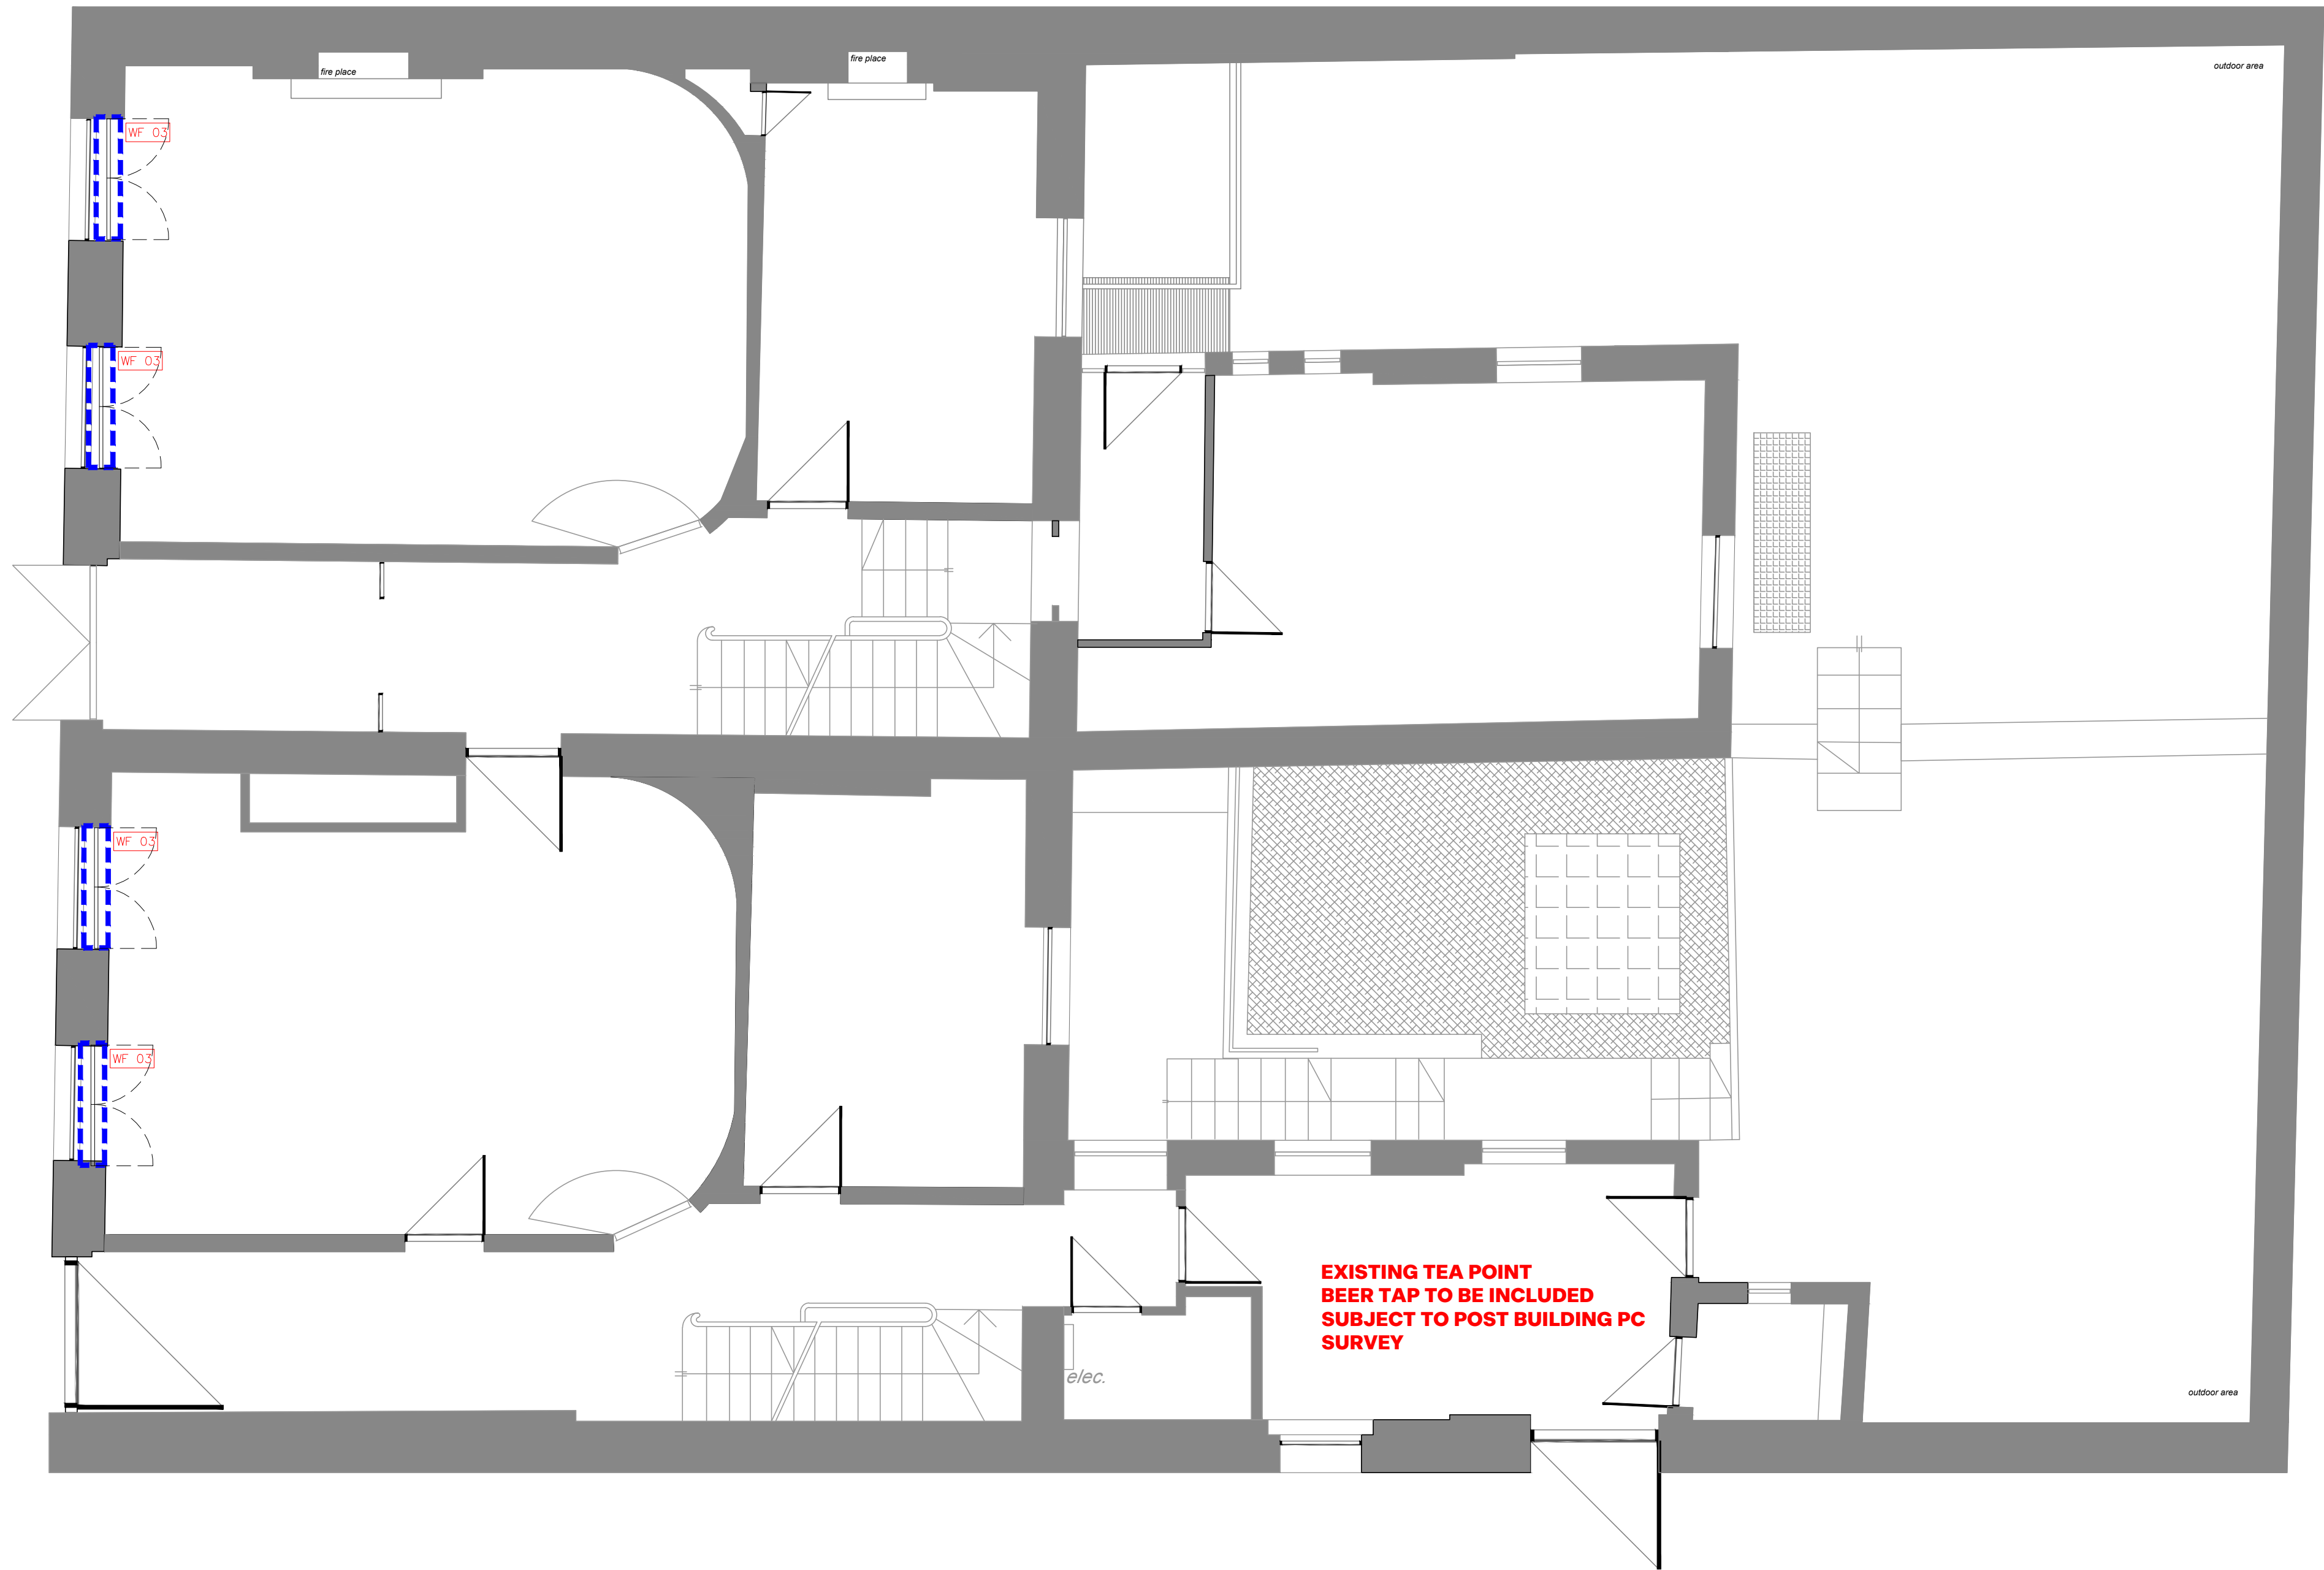 fire place
fire place
outdoor area
WF 03
WF 03
WF 03
WF 03
EXISTING TEA POINT
BEER TAP TO BE INCLUDED
SUBJECT TO POST BUILDING PC
SURVEY
elec.
outdoor area